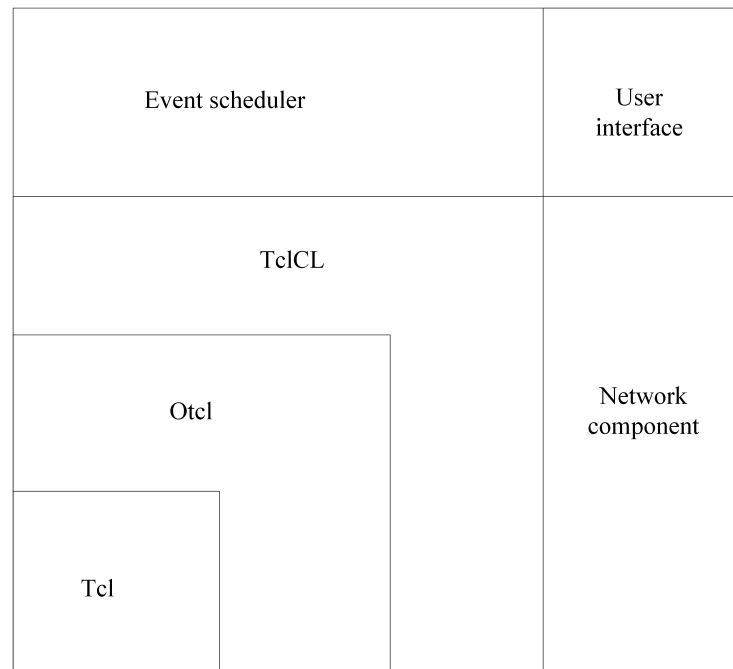 Event scheduler
User
interface
TclCL
Otcl
Network
component
Tcl